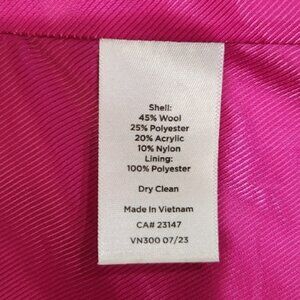 Shell:
45% Wool
25% Polyester
20% Acrylic
10% Nylon
Lining:
100% Polyester
Dry Clean
Made In Vietnam
CA# 23147
VN300 07/23